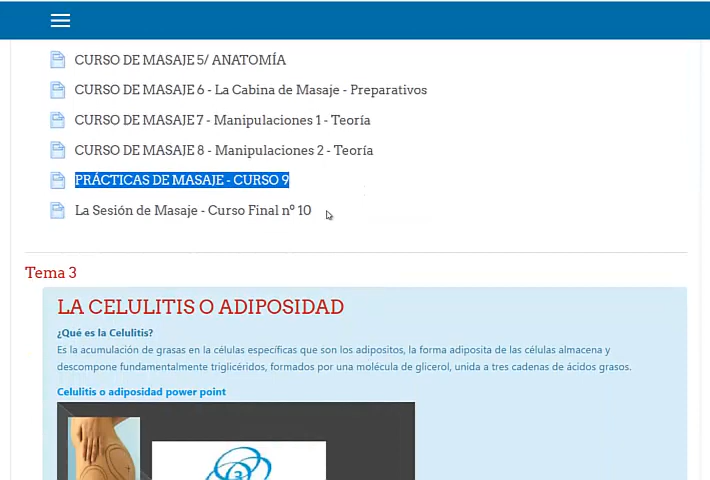 CURSO DE MASAJE 5/ ANATOMÍA
CURSO DE MASAJE 6 - La Cabina de Masaje - Preparativos
CURSO DE MASAJE 7 - Manipulaciones 1 - Teoría
CURSO DE MASAJE 8 - Manipulaciones 2 - Teoría
PRÁCTICAS DE MASAJE - CURSO 9
La Sesión de Masaje - Curso Final nº 10
Tema 3
LA CELULITIS O ADIPOSIDAD
¿Qué es la Celulitis?
Es la acumulación de grasas en la células específicas que son los adipositos, la forma adiposita de las células almacena y
descompone fundamentalmente triglicéridos, formados por una molécula de glicerol, unida a tres cadenas de ácidos grasos.
Celulitis o adiposidad power point
3